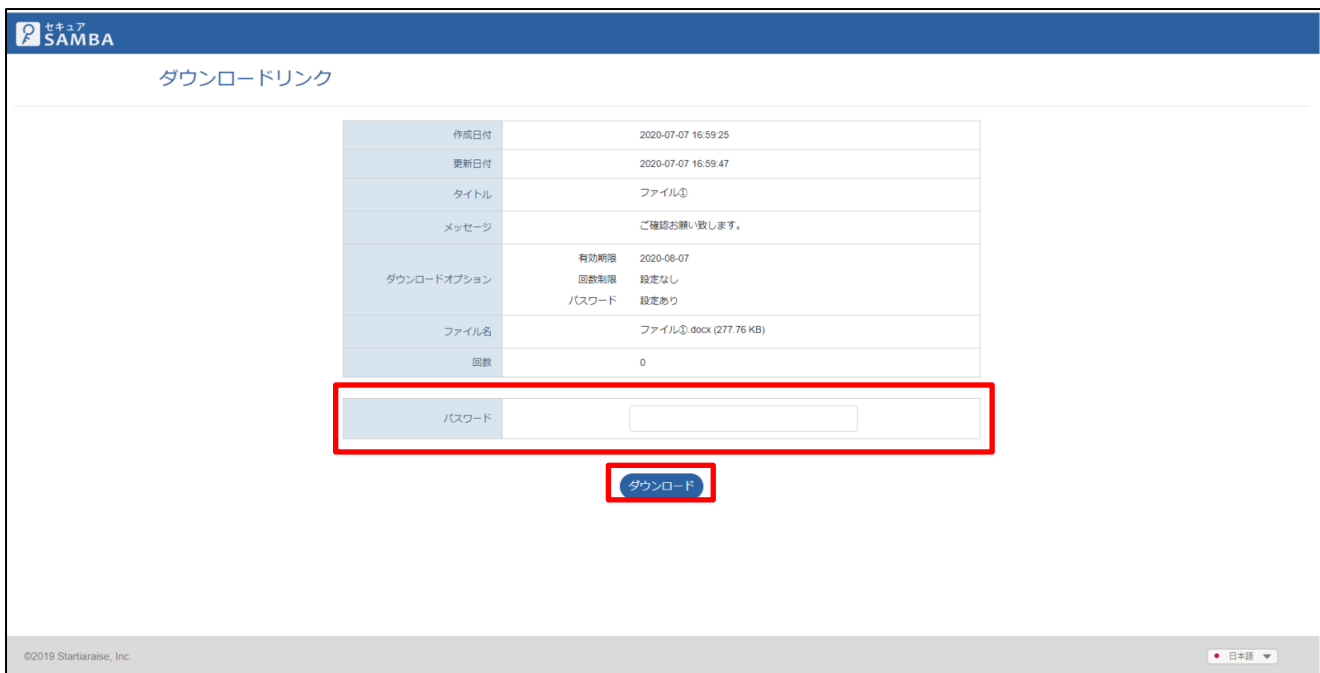 セキュア
SAMBA
ダウンロードリンク
作成日付 2020-07-07 16:59:25
更新日付 2020-07-07 16:59:47
タイトル ファイル①
メッセージ ご確認お願い致します。
ダウンロードオプション
有効期限 2020-08-07
回数制限 設定なし
パスワード 設定あり
ファイル名 ファイル①.docx (277.76 KB)
回数 0
パスワード
ダウンロード
©2019 Startiaraise, Inc.
日本語